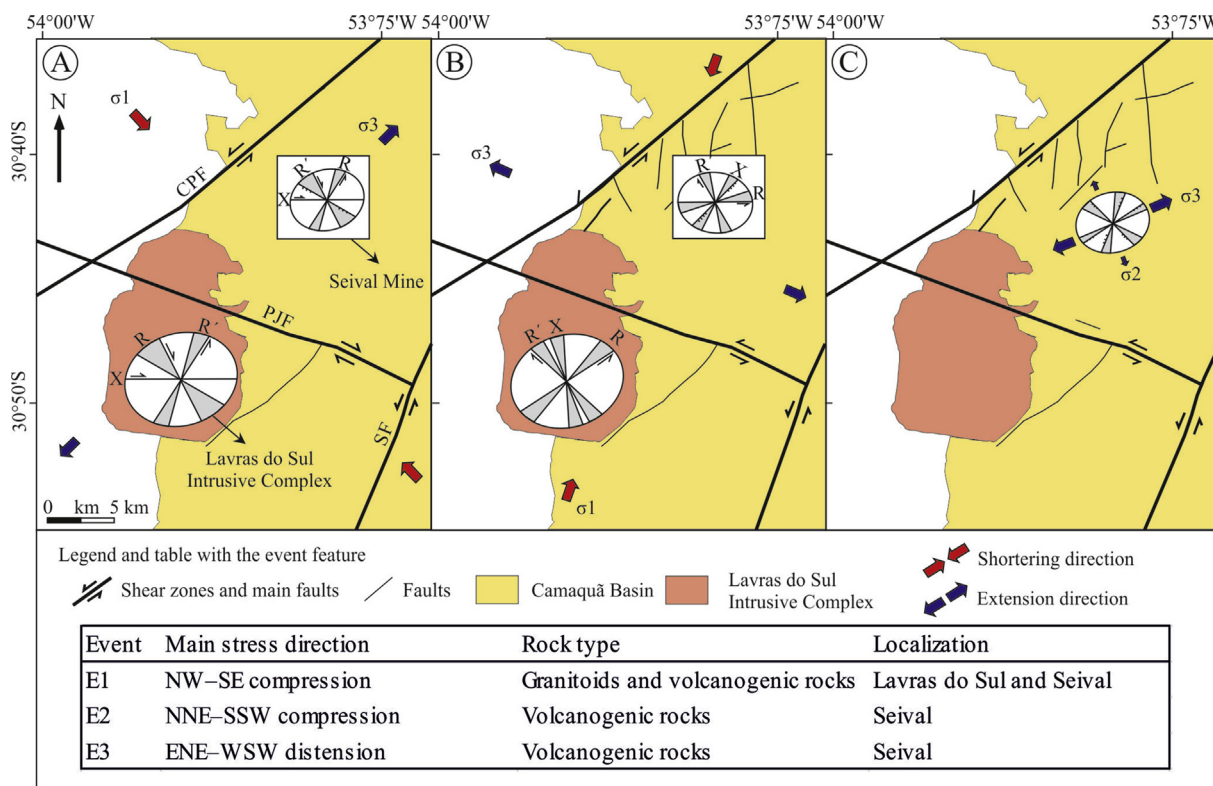 54°00'W 53°75'W 54°00'W 53°75'W 54°00'W 53°75'W
A B C
N
30°40'S
30°50'S
σ1
σ3
CPF
R´ R
X
Seival Mine
PJF
R R´
X
SF
Lavras do Sul
Intrusive Complex
0 km 5 km
σ3
R X
R
R´ X R
σ1
σ3
σ2
Legend and table with the event feature
Shear zones and main faults Faults Camaquã Basin Lavras do Sul
Intrusive Complex
Shortering direction
Extension direction
Event Main stress direction Rock type Localization
E1 NW–SE compression Granitoids and volcanogenic rocks Lavras do Sul and Seival
E2 NNE–SSW compression Volcanogenic rocks Seival
E3 ENE–WSW distension Volcanogenic rocks Seival